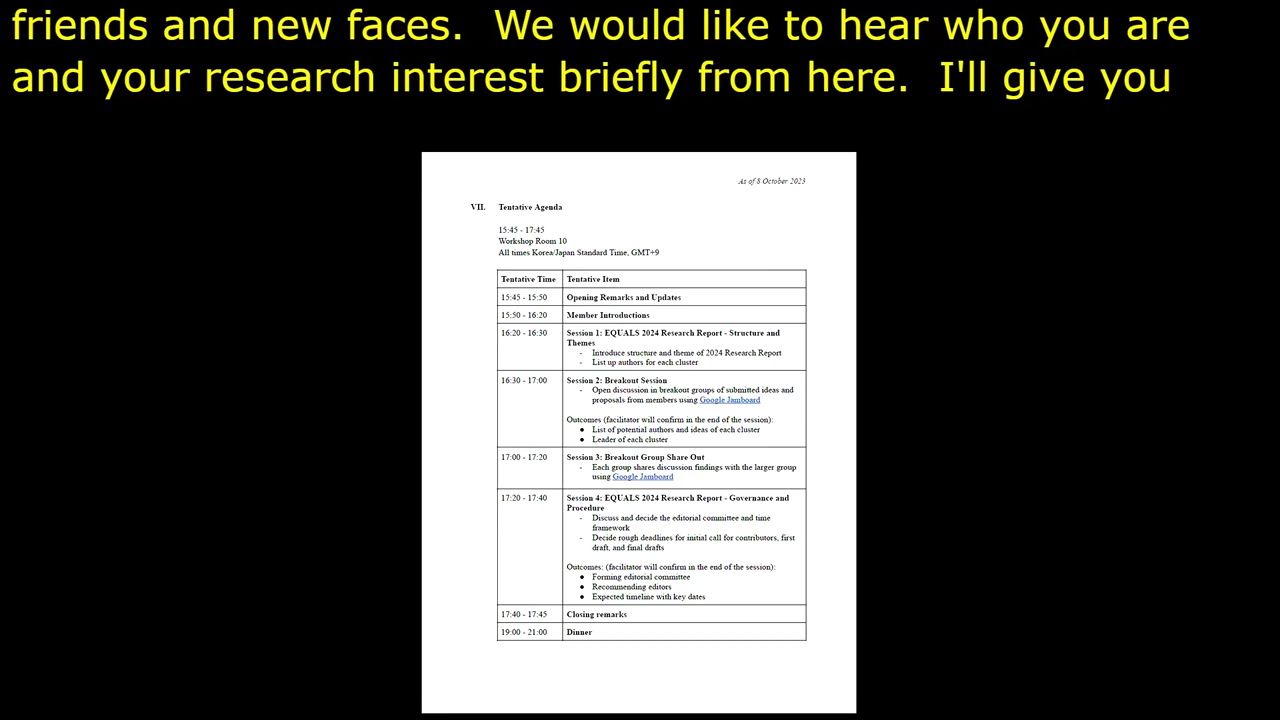 friends and new faces.  We would like to hear who you are
and your research interest briefly from here.  I'll give you
As of 8 October 2023
VII. Tentative Agenda
15:45 - 17:45
Workshop Room 10
All times Korea/Japan Standard Time, GMT+9
Tentative Time Tentative Item
15:45 - 15:50 Opening Remarks and Updates
15:50 - 16:20 Member Introductions
16:20 - 16:30 Session 1: EQUALS 2024 Research Report - Structure and
Themes
- Introduce structure and theme of 2024 Research Report
- List up authors for each cluster
16:30 - 17:00 Session 2: Breakout Session
- Open discussion in breakout groups of submitted ideas and
proposals from members using Google Jamboard
Outcomes (facilitator will confirm in the end of the session):
● List of potential authors and ideas of each cluster
● Leader of each cluster
17:00 - 17:20 Session 3: Breakout Group Share Out
- Each group shares discussion findings with the larger group
using Google Jamboard
17:20 - 17:40 Session 4: EQUALS 2024 Research Report - Governance and
Procedure
- Discuss and decide the editorial committee and time
framework
- Decide rough deadlines for initial call for contributors, first
draft, and final drafts
Outcomes: (facilitator will confirm in the end of the session):
● Forming editorial committee
● Recommending editors
● Expected timeline with key dates
17:40 - 17:45 Closing remarks
19:00 - 21:00 Dinner